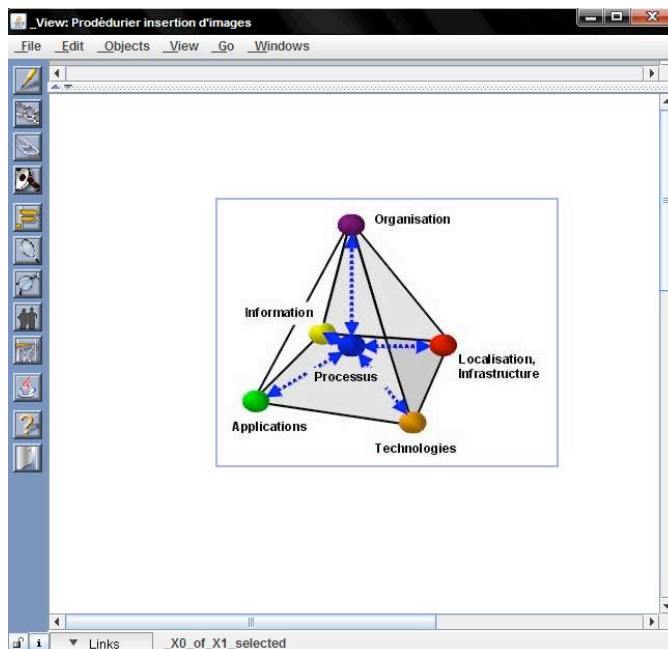 _View: Prodédurier insertion d'images
_File _Edit _Objects _View _Go _Windows
Organisation
Information
Processus
Localisation,
Infrastructure
Applications
Technologies
Links _X0_of_X1_selected